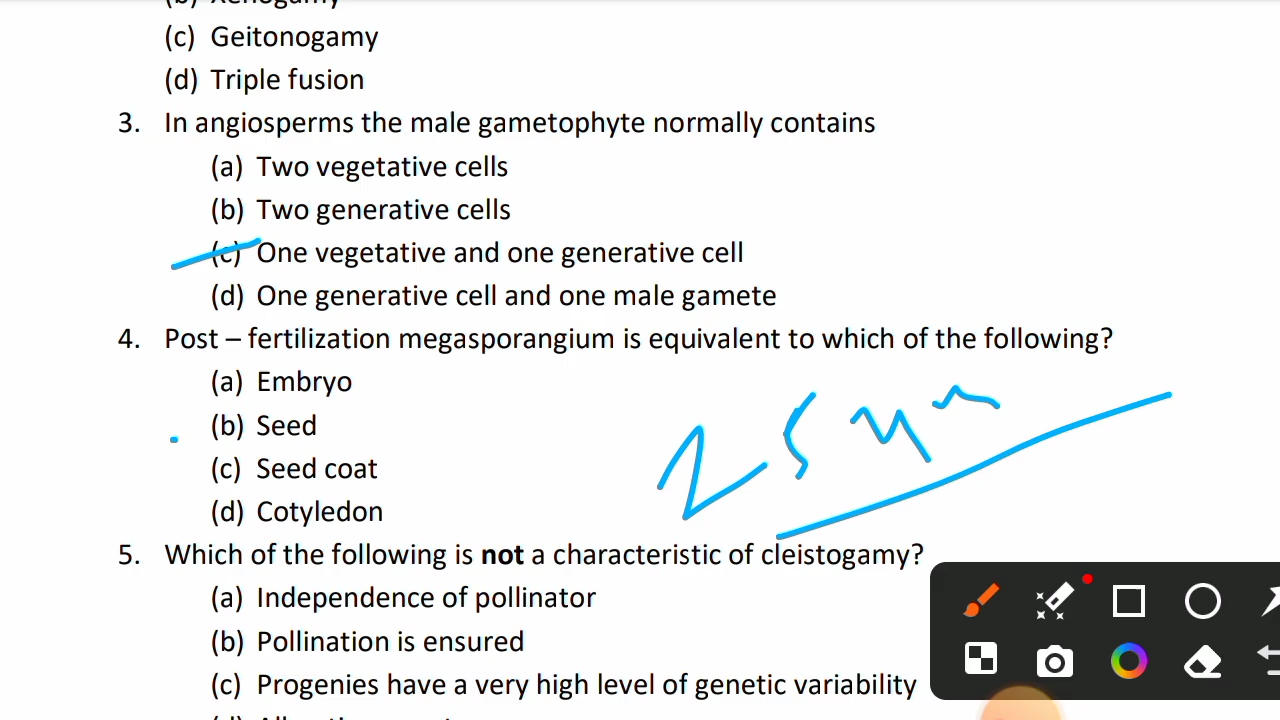 (c) Geitonogamy
(d) Triple fusion
3. In angiosperms the male gametophyte normally contains
(a) Two vegetative cells
(b) Two generative cells
(c) One vegetative and one generative cell
(d) One generative cell and one male gamete
4. Post – fertilization megasporangium is equivalent to which of the following?
(a) Embryo
(b) Seed
(c) Seed coat
(d) Cotyledon
5. Which of the following is not a characteristic of cleistogamy?
(a) Independence of pollinator
(b) Pollination is ensured
(c) Progenies have a very high level of genetic variability